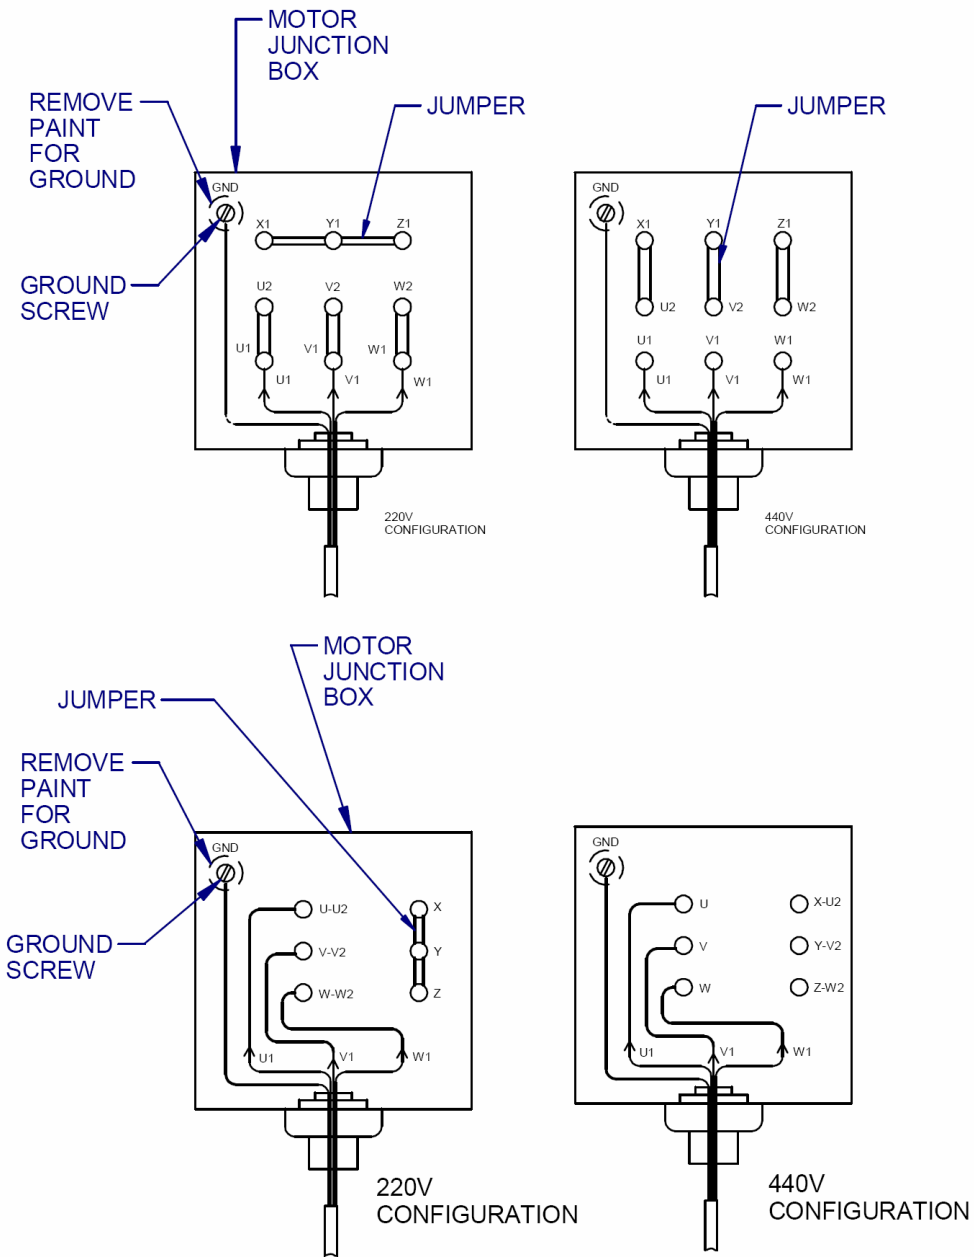 MOTOR
JUNCTION
BOX
REMOVE
PAINT
FOR
GROUND
JUMPER
JUMPER
GROUND
SCREW
GND
X1
Y1
Z1
U2
V2
W2
U1
V1
W1
U1
V1
W1
220V
CONFIGURATION
GND
X1
Y1
Z1
U2
V2
W2
U1
V1
W1
U1
V1
W1
440V
CONFIGURATION
MOTOR
JUNCTION
BOX
JUMPER
REMOVE
PAINT
FOR
GROUND
GROUND
SCREW
GND
U-U2
X
V-V2
Y
W-W2
Z
U1
V1
W1
220V
CONFIGURATION
GND
U
X-U2
V
Y-V2
W
Z-W2
U1
V1
W1
440V
CONFIGURATION